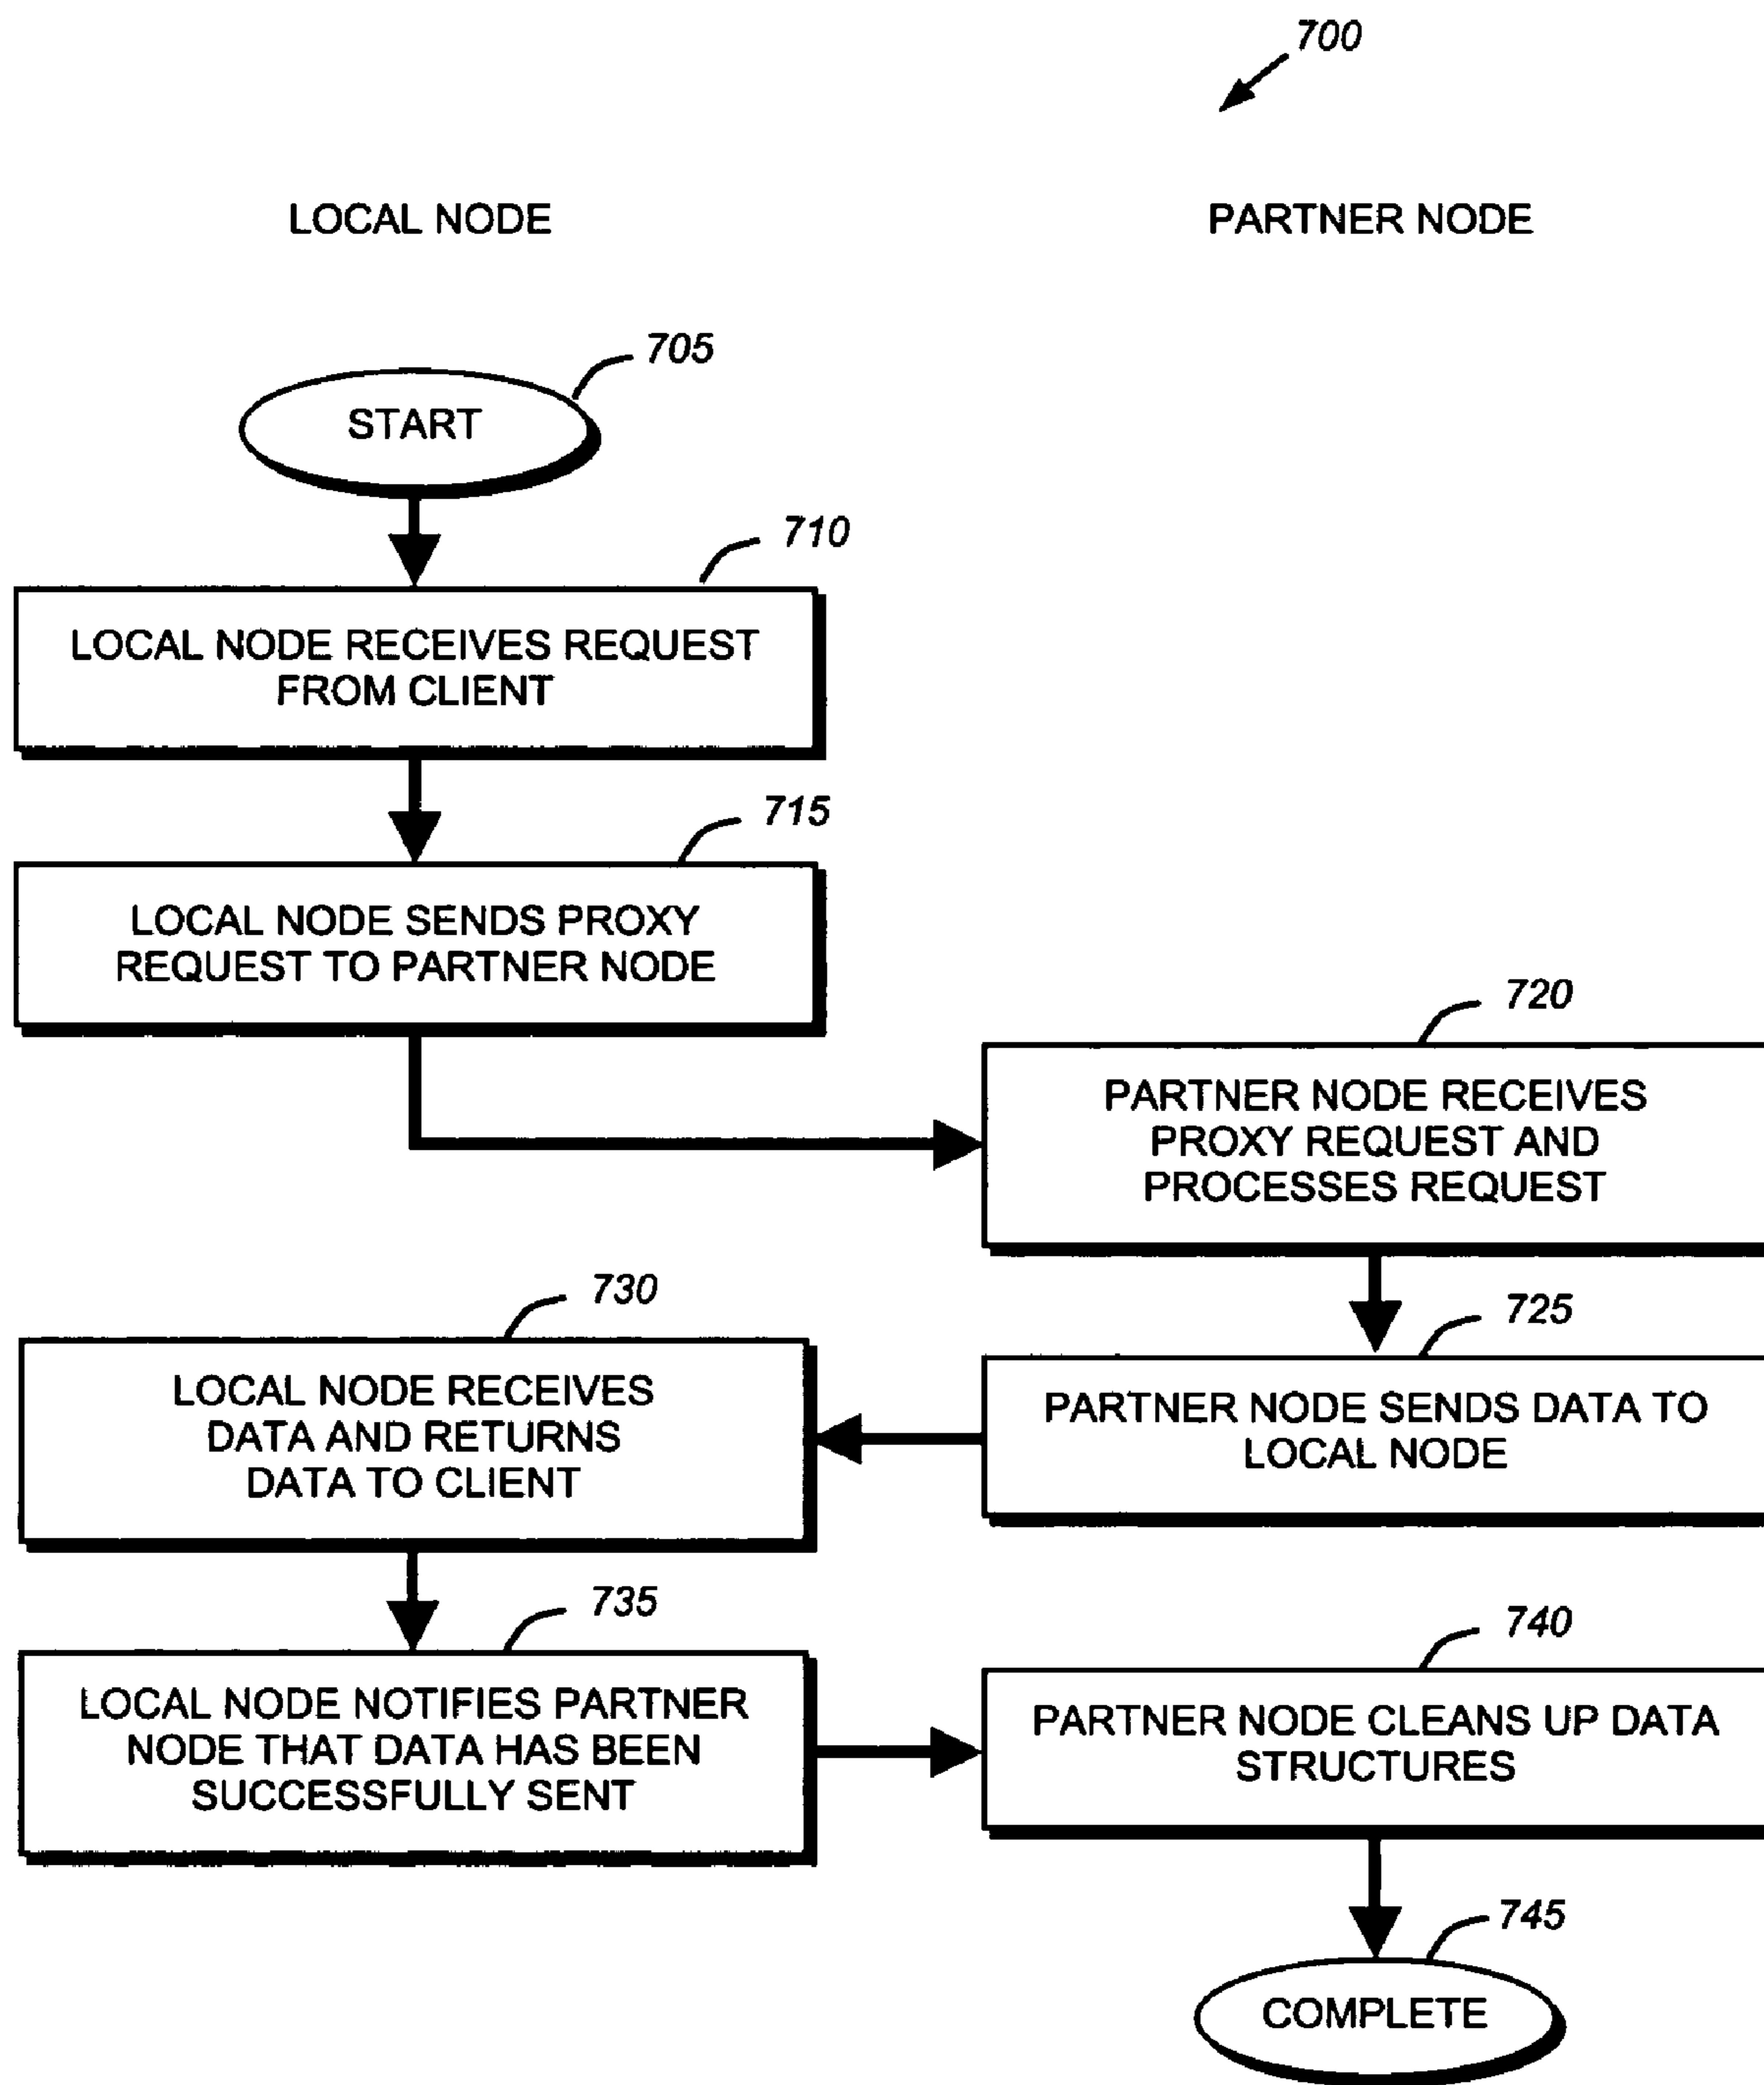 700
LOCAL NODE
PARTNER NODE
705
START
710
LOCAL NODE RECEIVES REQUEST
FROM CLIENT
715
LOCAL NODE SENDS PROXY
REQUEST TO PARTNER NODE
720
PARTNER NODE RECEIVES
PROXY REQUEST AND
PROCESSES REQUEST
725
PARTNER NODE SENDS DATA TO
LOCAL NODE
730
LOCAL NODE RECEIVES
DATA AND RETURNS
DATA TO CLIENT
735
LOCAL NODE NOTIFIES PARTNER
NODE THAT DATA HAS BEEN
SUCCESSFULLY SENT
740
PARTNER NODE CLEANS UP DATA
STRUCTURES
745
COMPLETE